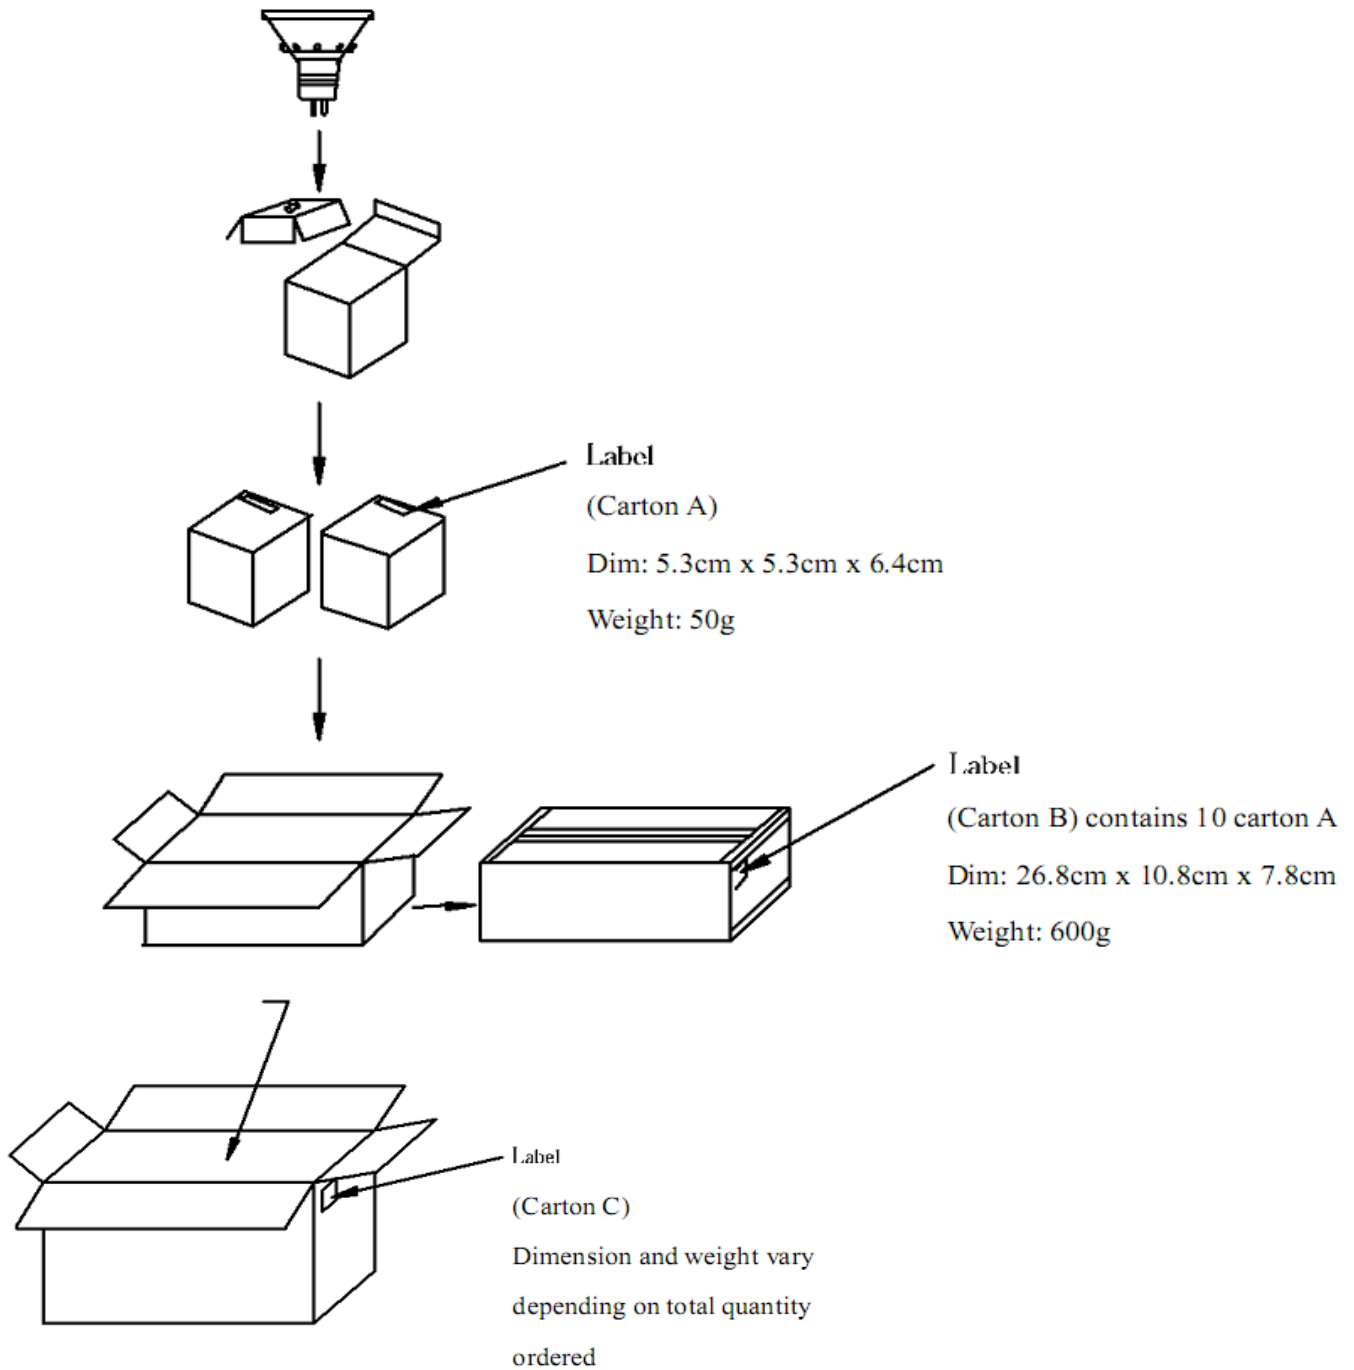 Label
(Carton A)
Dim: 5.3cm x 5.3cm x 6.4cm
Weight: 50g
Label
(Carton B) contains 10 carton A
Dim: 26.8cm x 10.8cm x 7.8cm
Weight: 600g
Label
(Carton C)
Dimension and weight vary
depending on total quantity
ordered